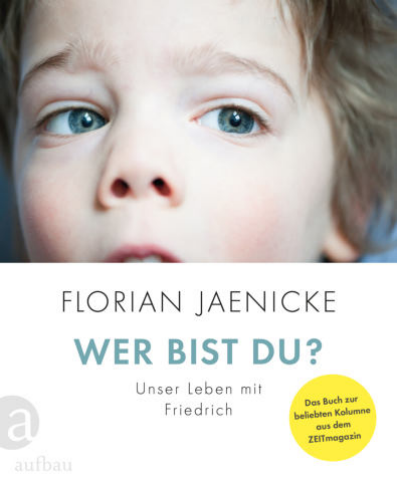 FLORIAN JAENICKE
WER BIST DU?
Unser Leben mit
Friedrich
Das Buch zur
beliebten Kolumne
aus dem
ZEITmagazin
a
aufbau